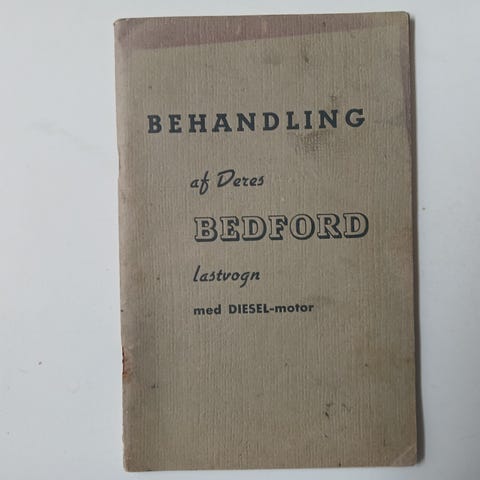 BEHANDLING
af Deres
BEDFORD
lastvogn
med DIESEL-motor